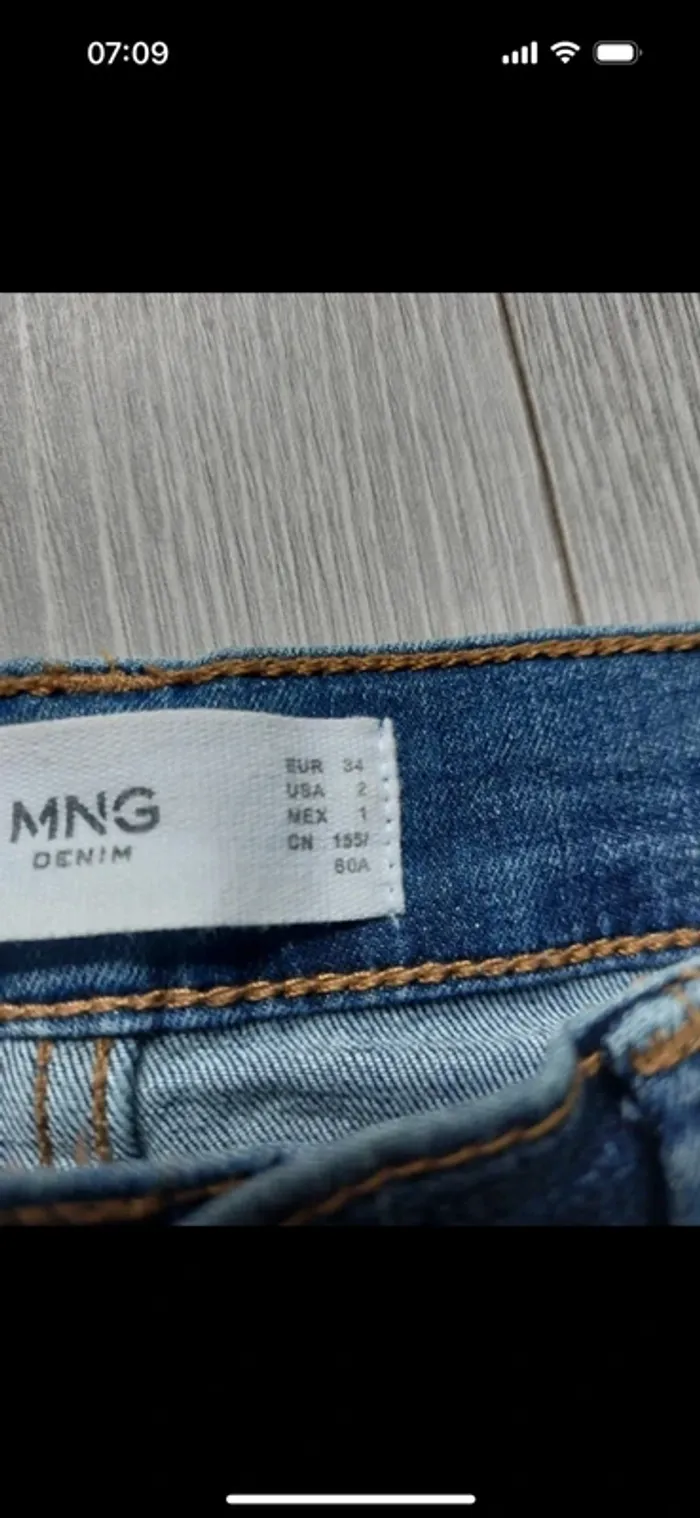 07:09
EUR 34
USA 2
MEX 1
CN 155/
60A
MNG
DENIM